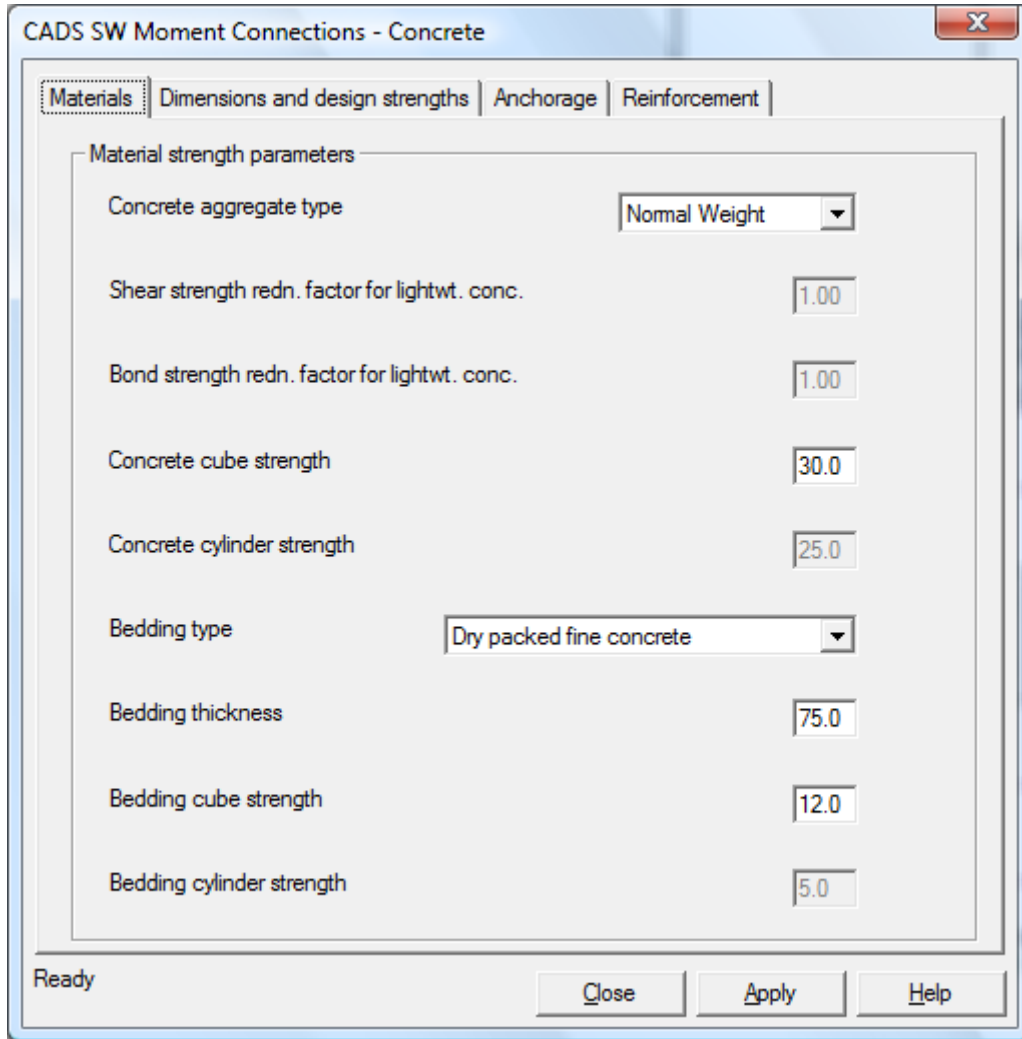 CADS SW Moment Connections - Concrete
Materials Dimensions and design strengths Anchorage Reinforcement
Material strength parameters
Concrete aggregate type Normal Weight
Shear strength redn. factor for lightwt. conc. 1.00
Bond strength redn. factor for lightwt. conc. 1.00
Concrete cube strength 30.0
Concrete cylinder strength 25.0
Bedding type Dry packed fine concrete
Bedding thickness 75.0
Bedding cube strength 12.0
Bedding cylinder strength 5.0
Ready Close Apply Help